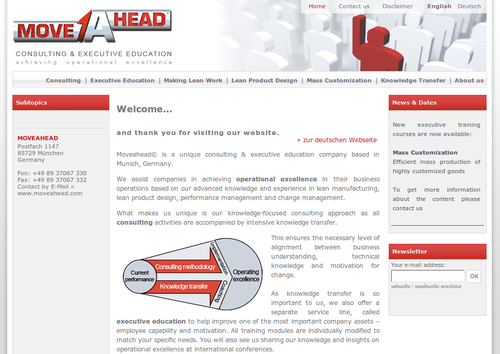 Home Contact us Disclaimer English Deutsch
MOVE 1A HEAD
CONSULTING & EXECUTIVE EDUCATION
achieving operational excellence
Consulting | Executive Education | Making Lean Work | Lean Product Design | Mass Customization | Knowledge Transfer | About us
Subtopics
MOVEAHEAD
Postfach 1147
85729 München
Germany
Fon: +49 89 37067 330
Fax: +49 89 37067 332
Contact by E-Mail »
www.moveahead.com
Welcome...
and thank you for visiting our website.
» zur deutschen Webseite
Moveahead© is a unique consulting & executive education company based in
Munich, Germany.
We assist companies in achieving operational excellence in their business
operations based on our advanced knowledge and experience in lean manufacturing,
lean product design, performance management and change management.
What makes us unique is our knowledge-focused consulting approach as all
consulting activities are accompanied by intensive knowledge transfer.
Current
performance
Consulting methodology
Knowledge transfer
Implementation
Coaching
Operating
excellence
This ensures the necessary level of
alignment between business
understanding, technical
knowledge and motivation for
change.
As knowledge transfer is so
important to us, we also offer a
separate service line, called
executive education to help improve one of the most important company assets –
employee capability and motivation. All training modules are individually modified to
match your specific needs. You will also see us sharing our knowledge and insights on
operational excellence at international conferences.
News & Dates
New executive training
courses are now available:
Mass Customization
Efficient mass production of
highly customized goods
To get more information
about the content please
contact us
Newsletter
Your e-mail address:
OK
subscribe / unsubscribe newsletter